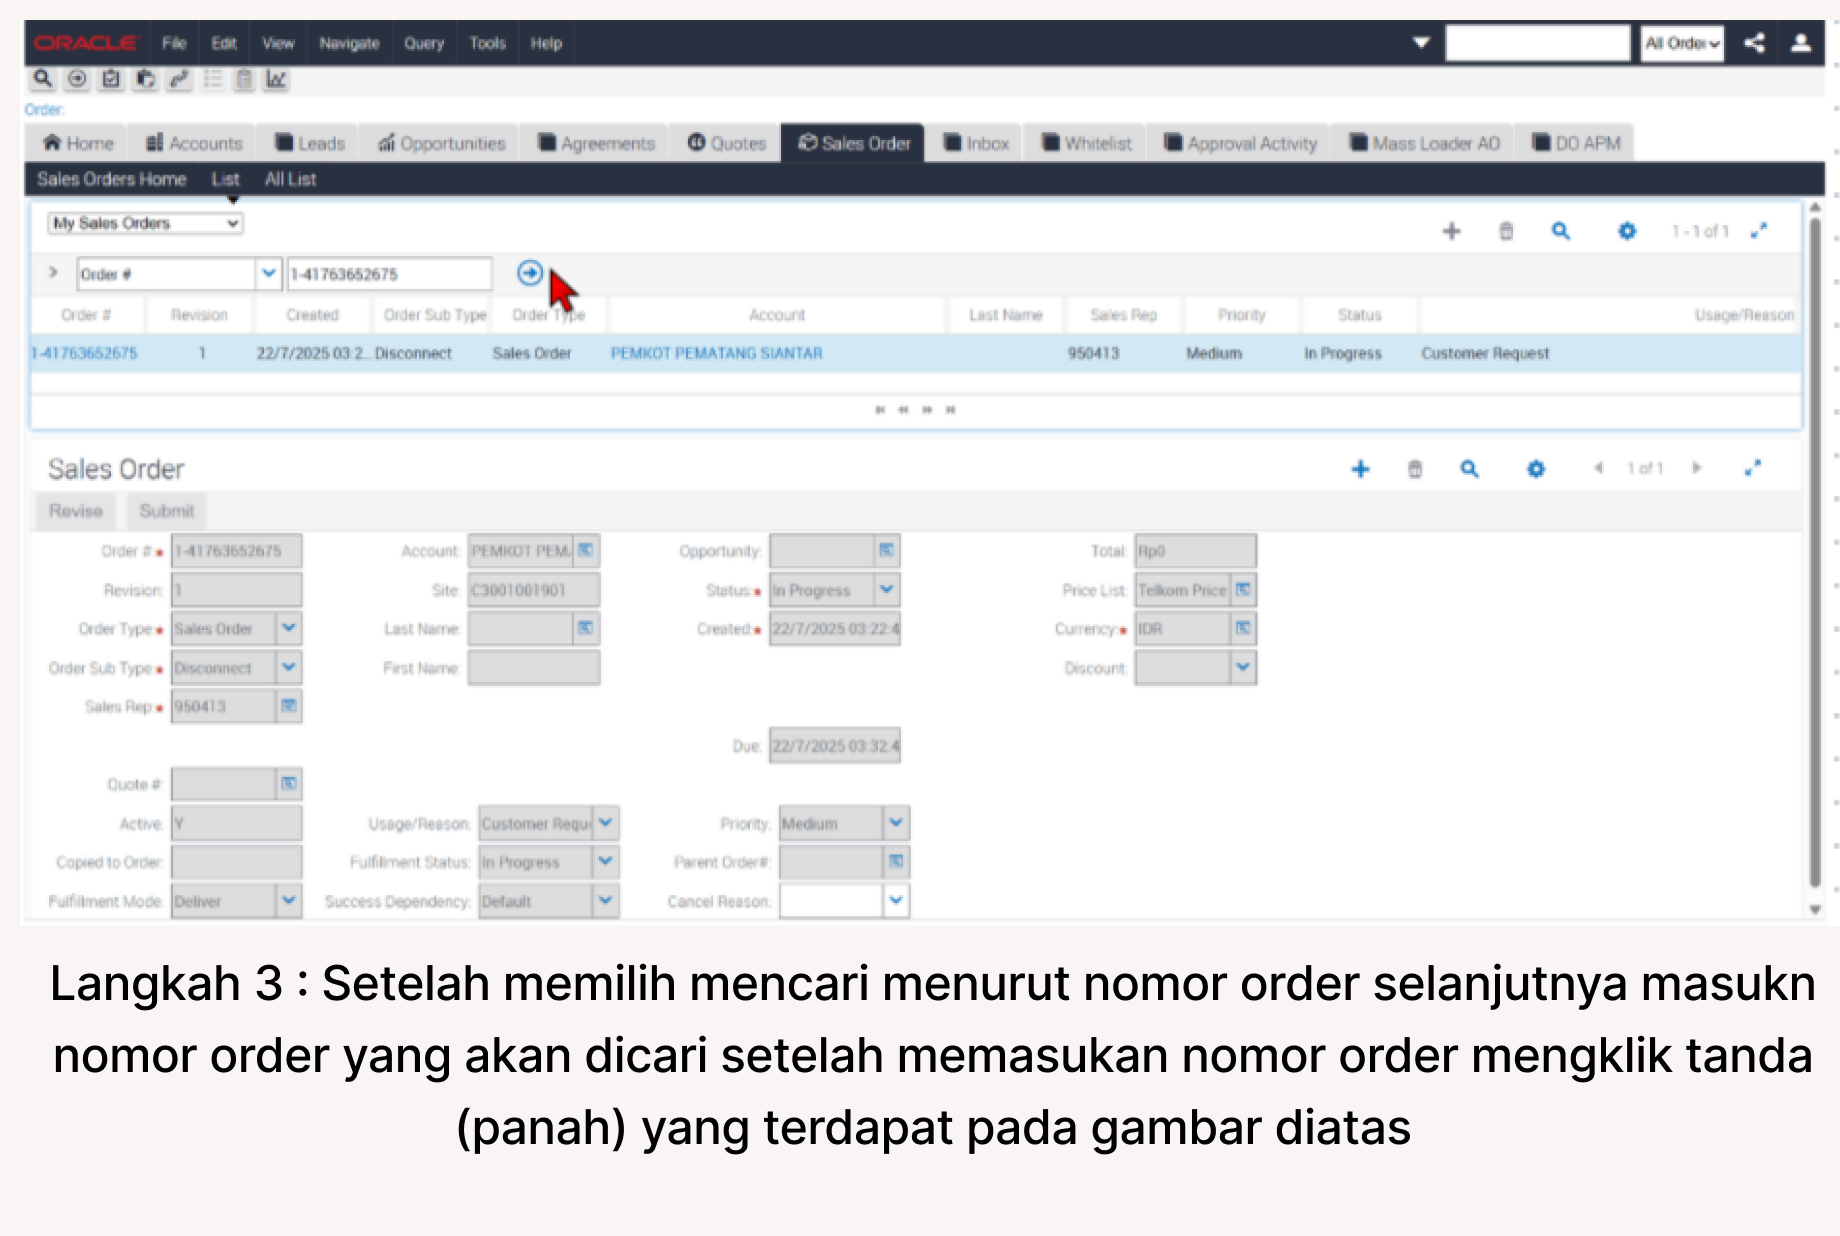 ORACLE File Edit View Navigate Query Tools Help All Order
Order:
Home Accounts Leads Opportunities Agreements Quotes Sales Order Inbox Whitelist Approval Activity Mass Loader AO DO APM
Sales Orders Home List All List
My Sales Orders 1 - 1 of 1
Order # 1-41763652675
Order # Revision Created Order Sub Type Order Type Account Last Name Sales Rep Priority Status Usage/Reason
1-41763652675 1 22/7/2025 03:2... Disconnect Sales Order PEMKOT PEMATANG SIANTAR 950413 Medium In Progress Customer Request
Sales Order 1 of 1
Revise Submit
Order #: 1-41763652675 Account: PEMKOT PEM Opportunity: Total: Rp0
Revision: 1 Site: C3001001901 Status: In Progress Price List: Telkom Price
Order Type: Sales Order Last Name: Created: 22/7/2025 03:22:4 Currency: IDR
Order Sub Type: Disconnect First Name: Discount:
Sales Rep: 950413
Due: 22/7/2025 03:32:4
Quote #:
Active: Y Usage/Reason: Customer Requ Priority: Medium
Copied to Order: Fulfillment Status: In Progress Parent Order#:
Fulfillment Mode: Deliver Success Dependency: Default Cancel Reason:
Langkah 3 : Setelah memilih mencari menurut nomor order selanjutnya masukn
nomor order yang akan dicari setelah memasukan nomor order mengklik tanda
(panah) yang terdapat pada gambar diatas